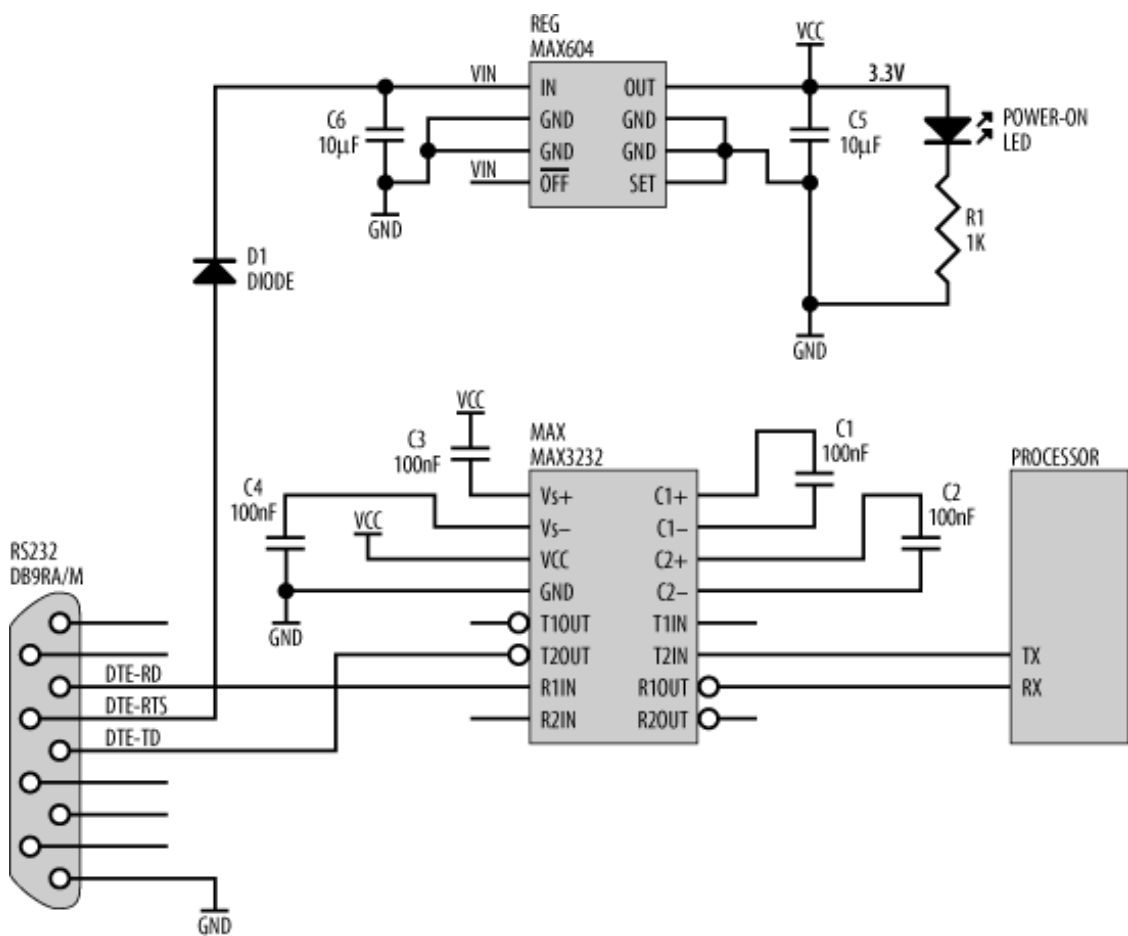 REG
MAX604
VCC
VIN
IN
OUT
3.3V
C6
10µF
GND
GND
C5
10µF
POWER-ON
LED
GND
GND
VIN
OFF
SET
GND
R1
1K
D1
DIODE
GND
VCC
C3
100nF
MAX
MAX3232
C1
100nF
PROCESSOR
C4
100nF
Vs+
C1+
C2
100nF
VCC
Vs−
C1−
VCC
C2+
RS232
DB9RA/M
GND
C2−
GND
T1OUT
T1IN
T2OUT
T2IN
TX
DTE-RD
R1IN
R1OUT
RX
DTE-RTS
R2IN
R2OUT
DTE-TD
GND